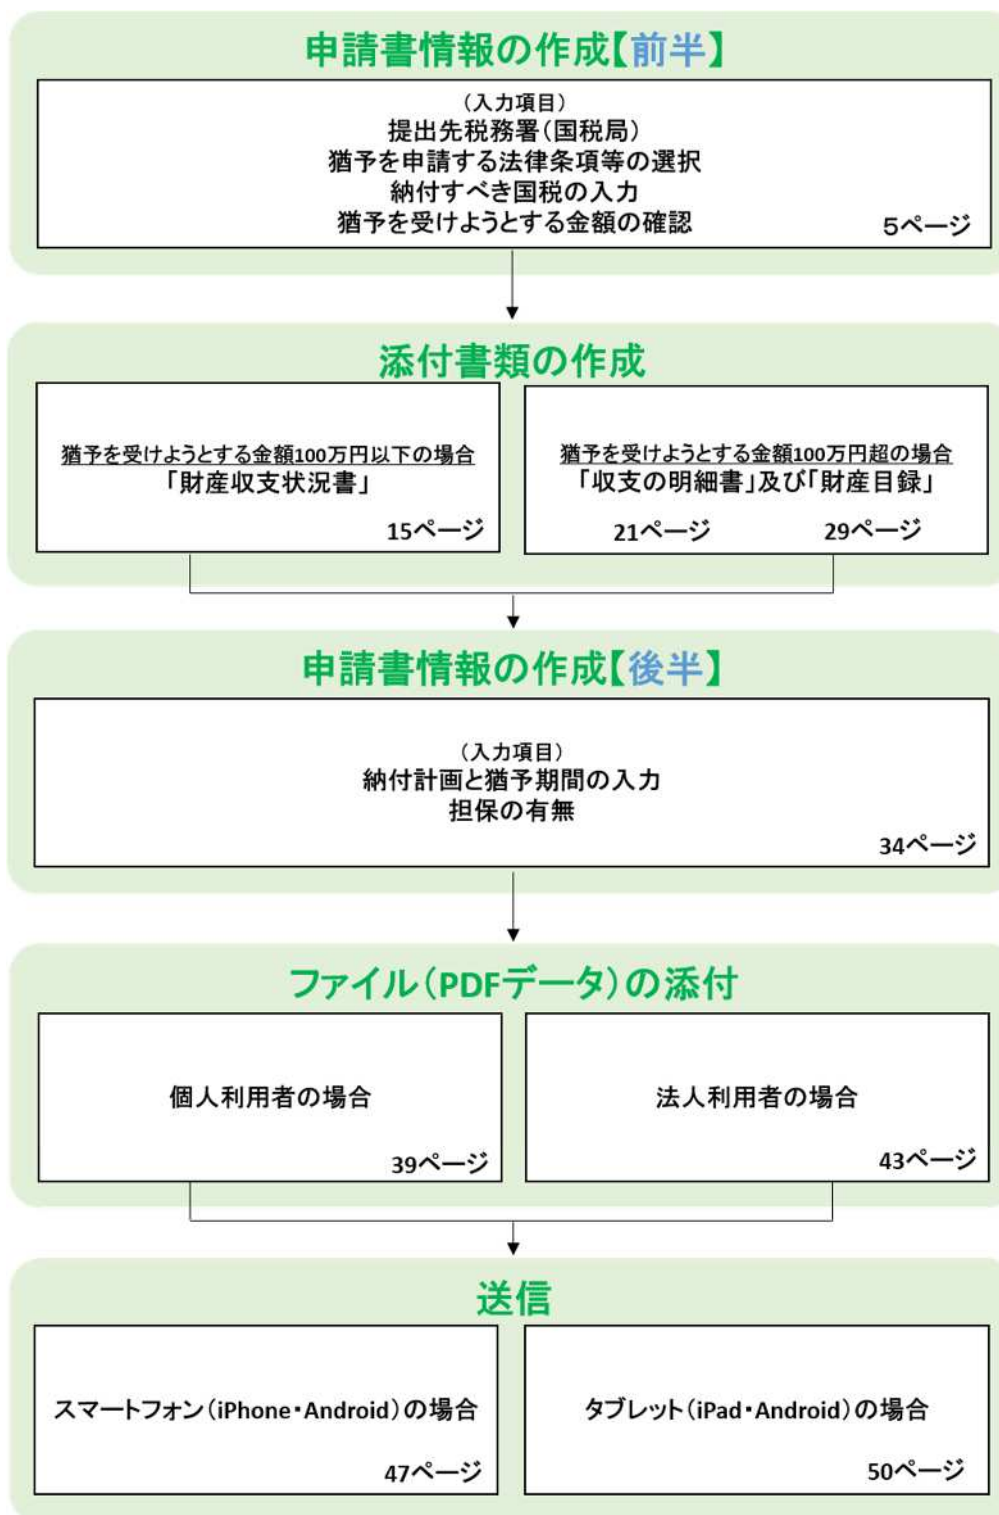 申請書情報の作成【前半】
（入力項目）
提出先税務署（国税局）
猶予を申請する法律条項等の選択
納付すべき国税の入力
猶予を受けようとする金額の確認
5ページ
添付書類の作成
猶予を受けようとする金額100万円以下の場合
「財産収支状況書」
15ページ
猶予を受けようとする金額100万円超の場合
「収支の明細書」及び「財産目録」
21ページ
29ページ
申請書情報の作成【後半】
（入力項目）
納付計画と猶予期間の入力
担保の有無
34ページ
ファイル（PDFデータ）の添付
個人利用者の場合
39ページ
法人利用者の場合
43ページ
送信
スマートフォン（iPhone・Android）の場合
47ページ
タブレット（iPad・Android）の場合
50ページ